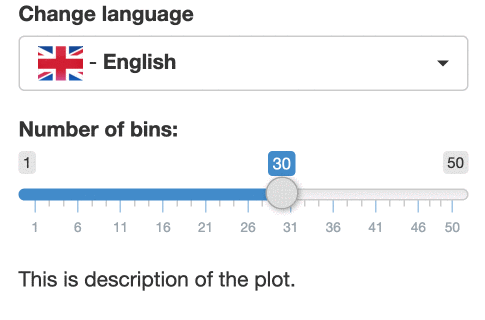 Change language
- English
Number of bins:
1 30 50
1 6 11 16 21 26 31 36 41 46 50
This is description of the plot.